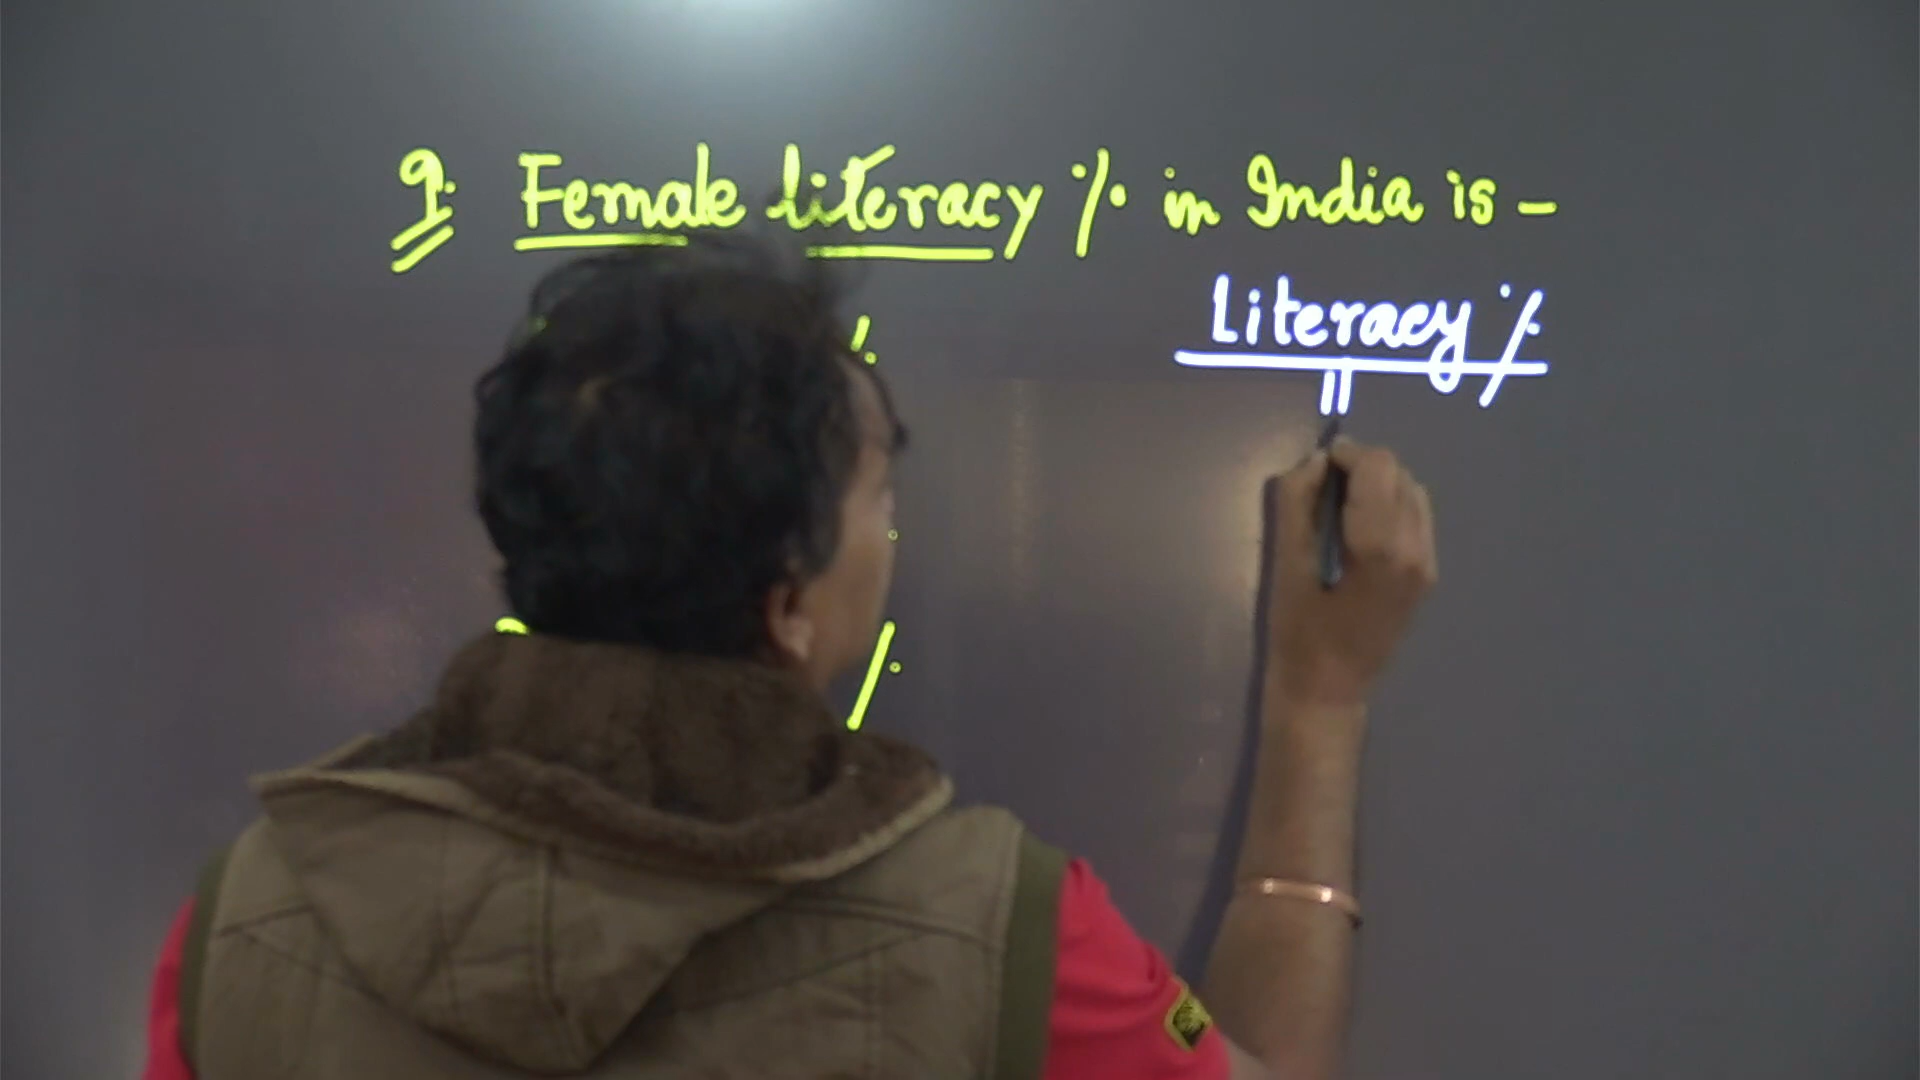 Q. Female literacy % in India is –
Literacy %
%
%